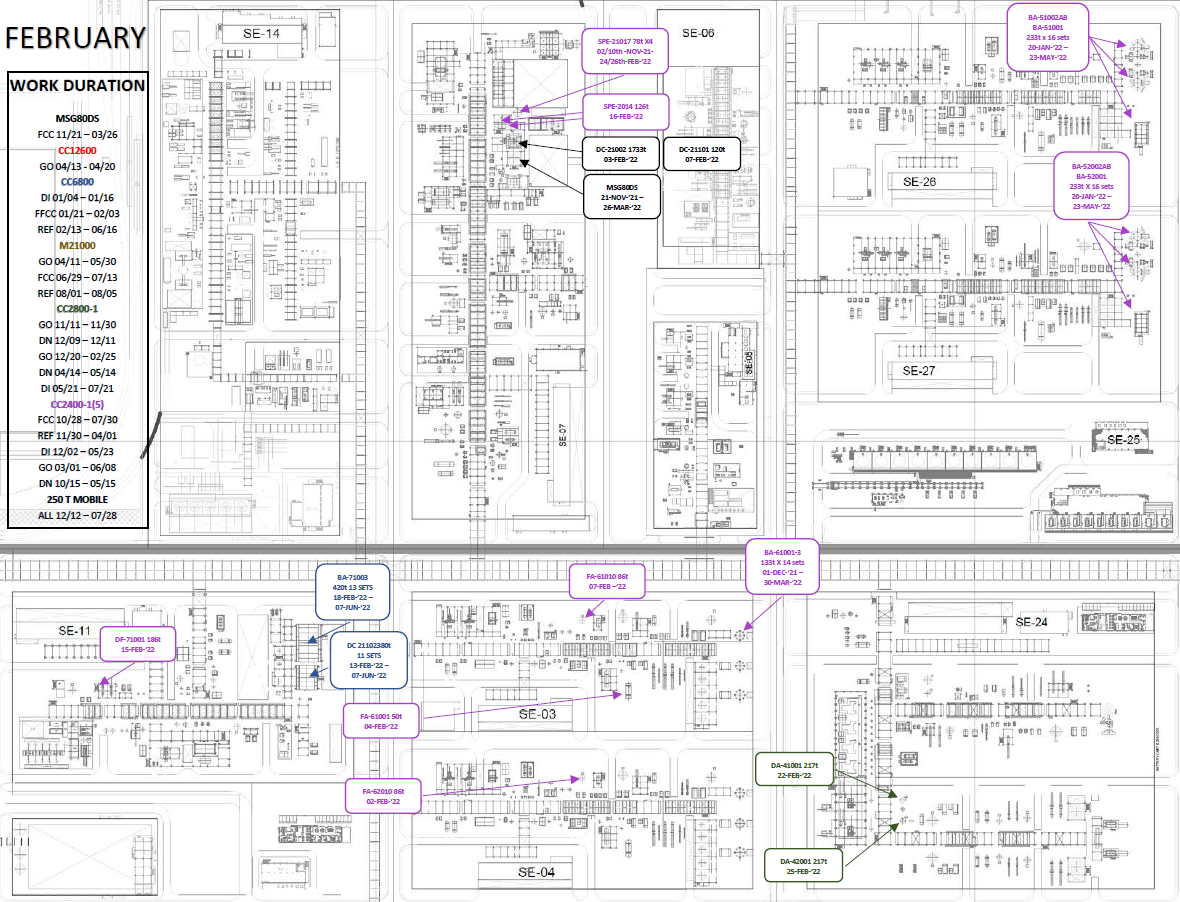 FEBRUARY
WORK DURATION
MSG80DS
FCC 11/21 – 03/26
CC12600
GO 04/13 - 04/20
CC6800
DI 01/04 – 01/16
FFCC 01/21 – 02/03
REF 02/13 – 06/16
M21000
GO 04/11 – 05/30
FCC 06/29 – 07/13
REF 08/01 – 08/05
CC2800-1
GO 11/11 – 11/30
DN 12/09 – 12/11
GO 12/20 – 02/25
DN 04/14 – 05/14
DI 05/21 – 07/21
CC2400-1(5)
FCC 10/28 – 07/30
REF 11/30 – 04/01
DI 12/02 – 05/23
GO 03/01 – 06/08
DN 10/15 – 05/15
250 T MOBILE
ALL 12/12 – 07/28
SE-14
SPE-21017 78t X4
02/10th -NOV-21-
24/26th-FEB-'22
SPE-2014 126t
16-FEB-'22
DC-21002 1733t
03-FEB-'22
DC-21101 120t
07-FEB-'22
MSG80DS
21-NOV-'21 –
26-MAR-'22
SE-06
SE-07
SE-05
BA-51002AB
BA-51001
233t x 16 sets
20-JAN-'22 –
23-MAY-'22
SE-26
BA-52002AB
BA-52001
233t X 16 sets
20-JAN-'22 –
23-MAY-'22
SE-27
SE-25
SE-11
DF-71001 186t
15-FEB-'22
BA-71003
420t 13 SETS
18-FEB-'22 –
07-JUN-'22
DC 21102380t
11 SETS
13-FEB-'22 –
07-JUN-'22
FA-61010 86t
07-FEB –'22
BA-61001-3
133t X 14 sets
01-DEC-'21 –
30-MAR-'22
FA-61001 50t
04-FEB-'22
SE-03
FA-62010 86t
02-FEB-'22
SE-04
SE-24
DA-41001 217t
22-FEB-'22
DA-42001 217t
25-FEB-'22